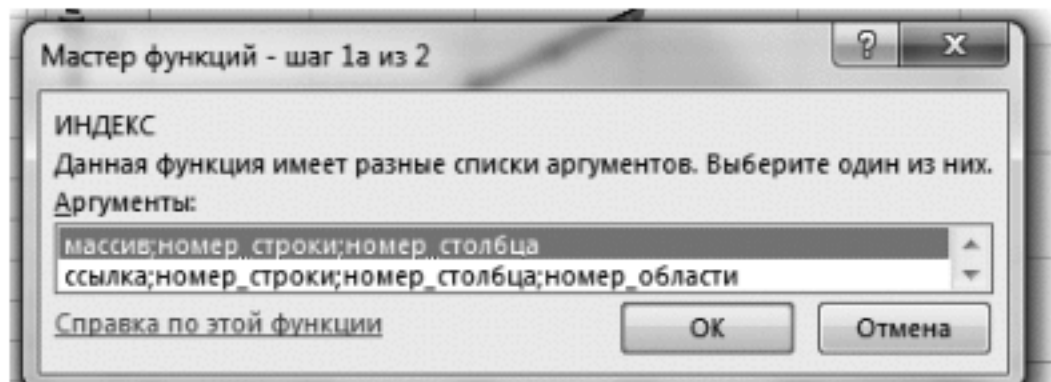 Мастер функций - шаг 1а из 2
ИНДЕКС
Данная функция имеет разные списки аргументов. Выберите один из них.
Аргументы:
массив;номер_строки;номер_столбца
ссылка;номер_строки;номер_столбца;номер_области
Справка по этой функции
ОК
Отмена